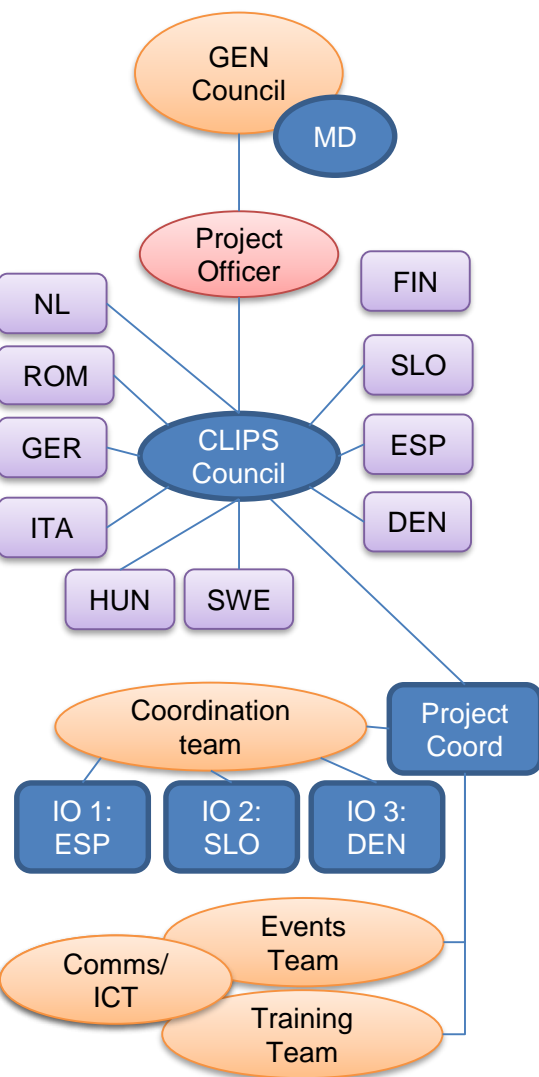 GEN
Council
MD
Project
Officer
FIN
NL
SLO
ROM
CLIPS
Council
ESP
GER
DEN
ITA
HUN
SWE
Coordination
team
Project
Coord
IO 1:
ESP
IO 2:
SLO
IO 3:
DEN
Events
Team
Comms/
ICT
Training
Team